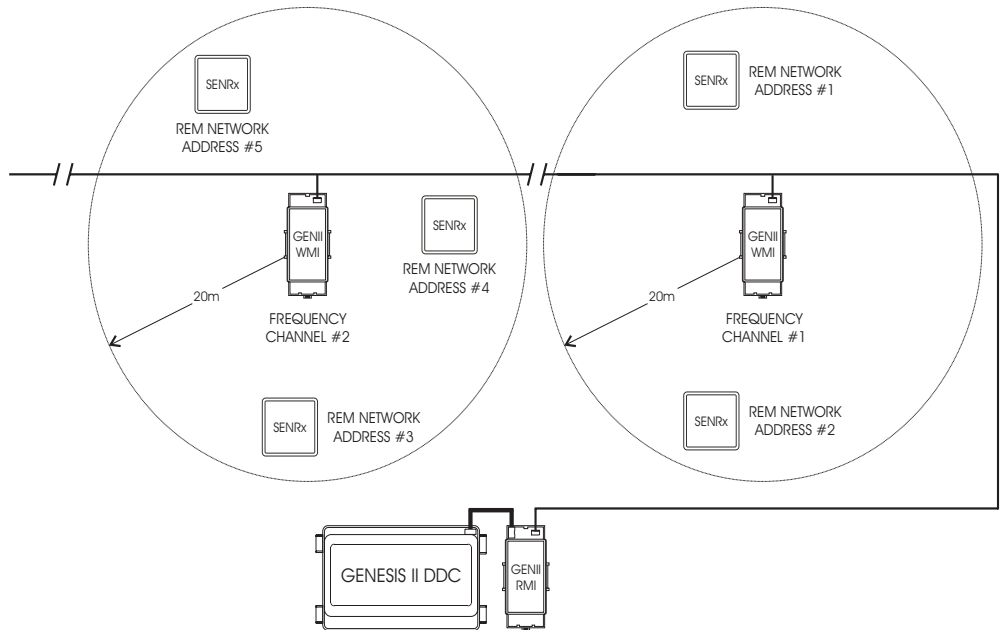 SENRx
REM NETWORK
ADDRESS #5
SENRx
REM NETWORK
ADDRESS #1
GENII
WMI
SENRx
REM NETWORK
ADDRESS #4
20m
FREQUENCY
CHANNEL #2
GENII
WMI
20m
FREQUENCY
CHANNEL #1
SENRx
REM NETWORK
ADDRESS #3
SENRx
REM NETWORK
ADDRESS #2
GENESIS II DDC
GENII
RMI